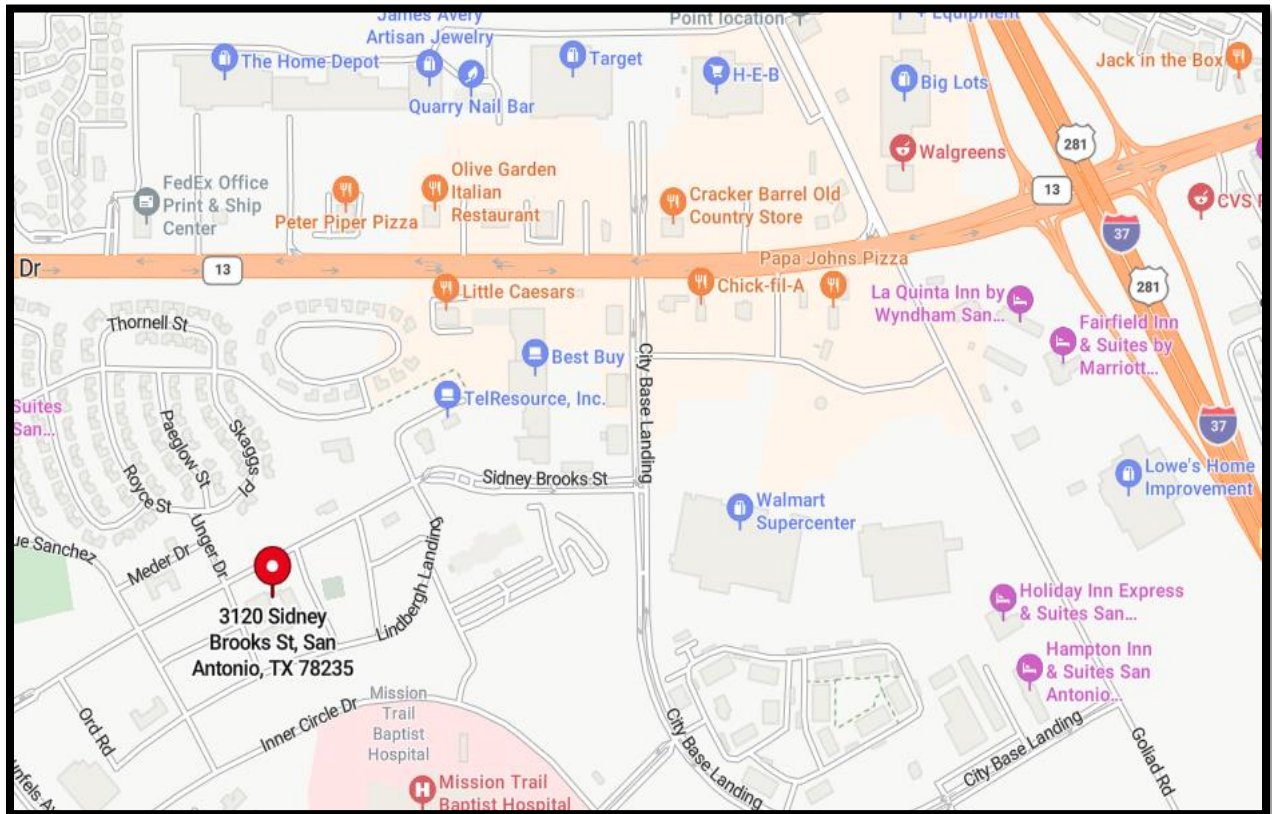 James Avery
Artisan Jewelry
Point location
Equipment
The Home Depot
Target
H-E-B
Big Lots
Jack in the Box
Quarry Nail Bar
281
Walgreens
13
FedEx Office
Print & Ship
Center
Peter Piper Pizza
Olive Garden
Italian
Restaurant
Cracker Barrel Old
Country Store
CVS
37
Dr
13
Papa Johns Pizza
Little Caesars
Chick-fil-A
La Quinta Inn by
Wyndham San...
281
Thornell St
Fairfield Inn
& Suites by
Marriott...
Best Buy
City Base Landing
TelResource, Inc.
Suites
San...
Paeglow St
Skaggs Pl
37
Royce St
Sidney Brooks St
Lowe's Home
Improvement
Walmart
Supercenter
Unger Dr
ue Sanchez
Meder Dr
Lindbergh Landing
3120 Sidney
Brooks St, San
Antonio, TX 78235
Holiday Inn Express
& Suites San...
Hampton Inn
& Suites San
Antonio...
Mission
Trail
Baptist
Hospital
Ord Rd
Inner Circle Dr
City Base Landing
City Base Landing
Goliad Rd
Mission Trail
Baptist Hospital